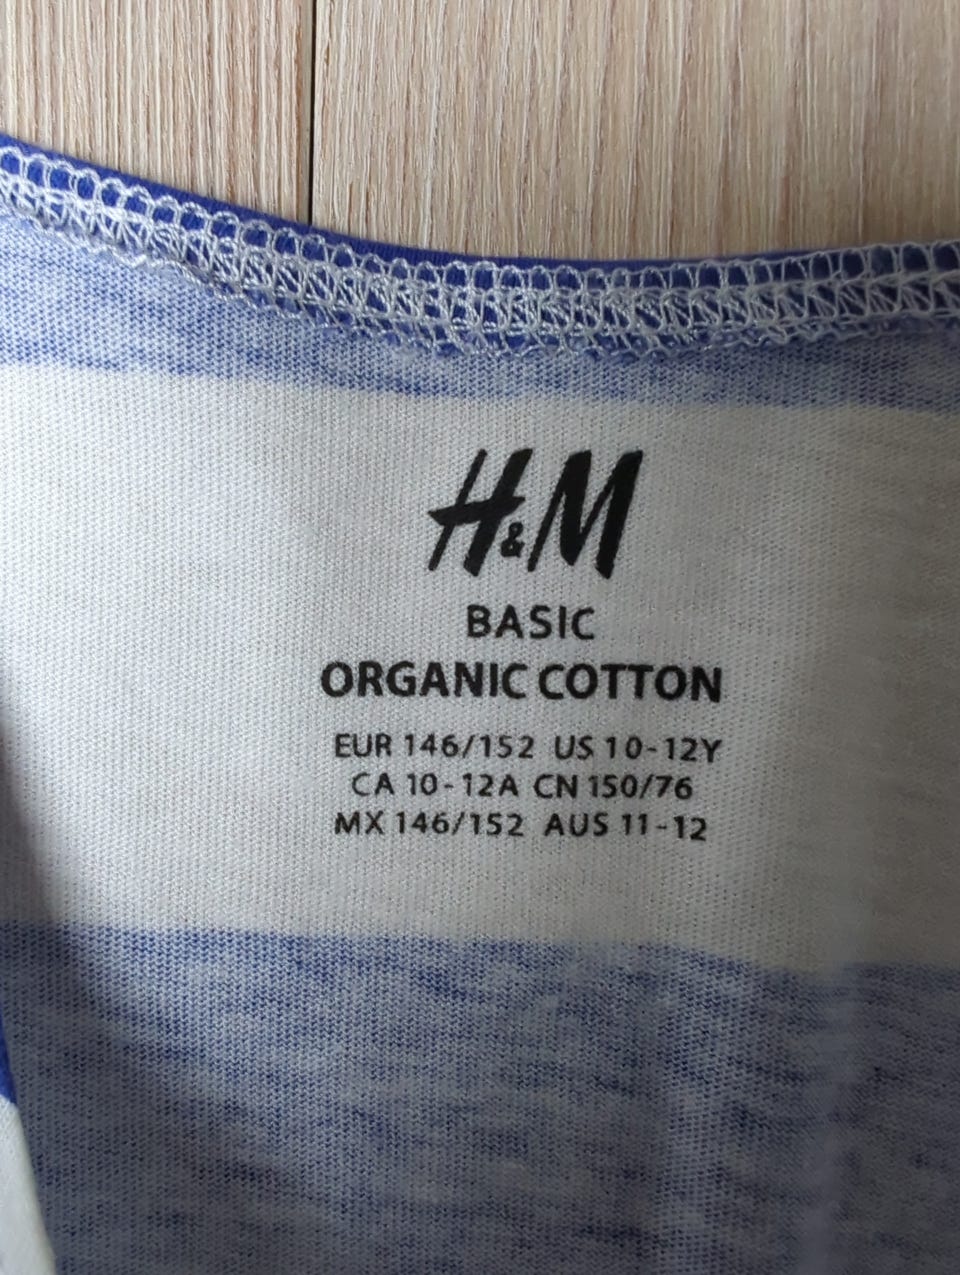 H&M
BASIC
ORGANIC COTTON
EUR 146/152 US 10-12Y
CA 10-12A CN 150/76
MX 146/152 AUS 11-12